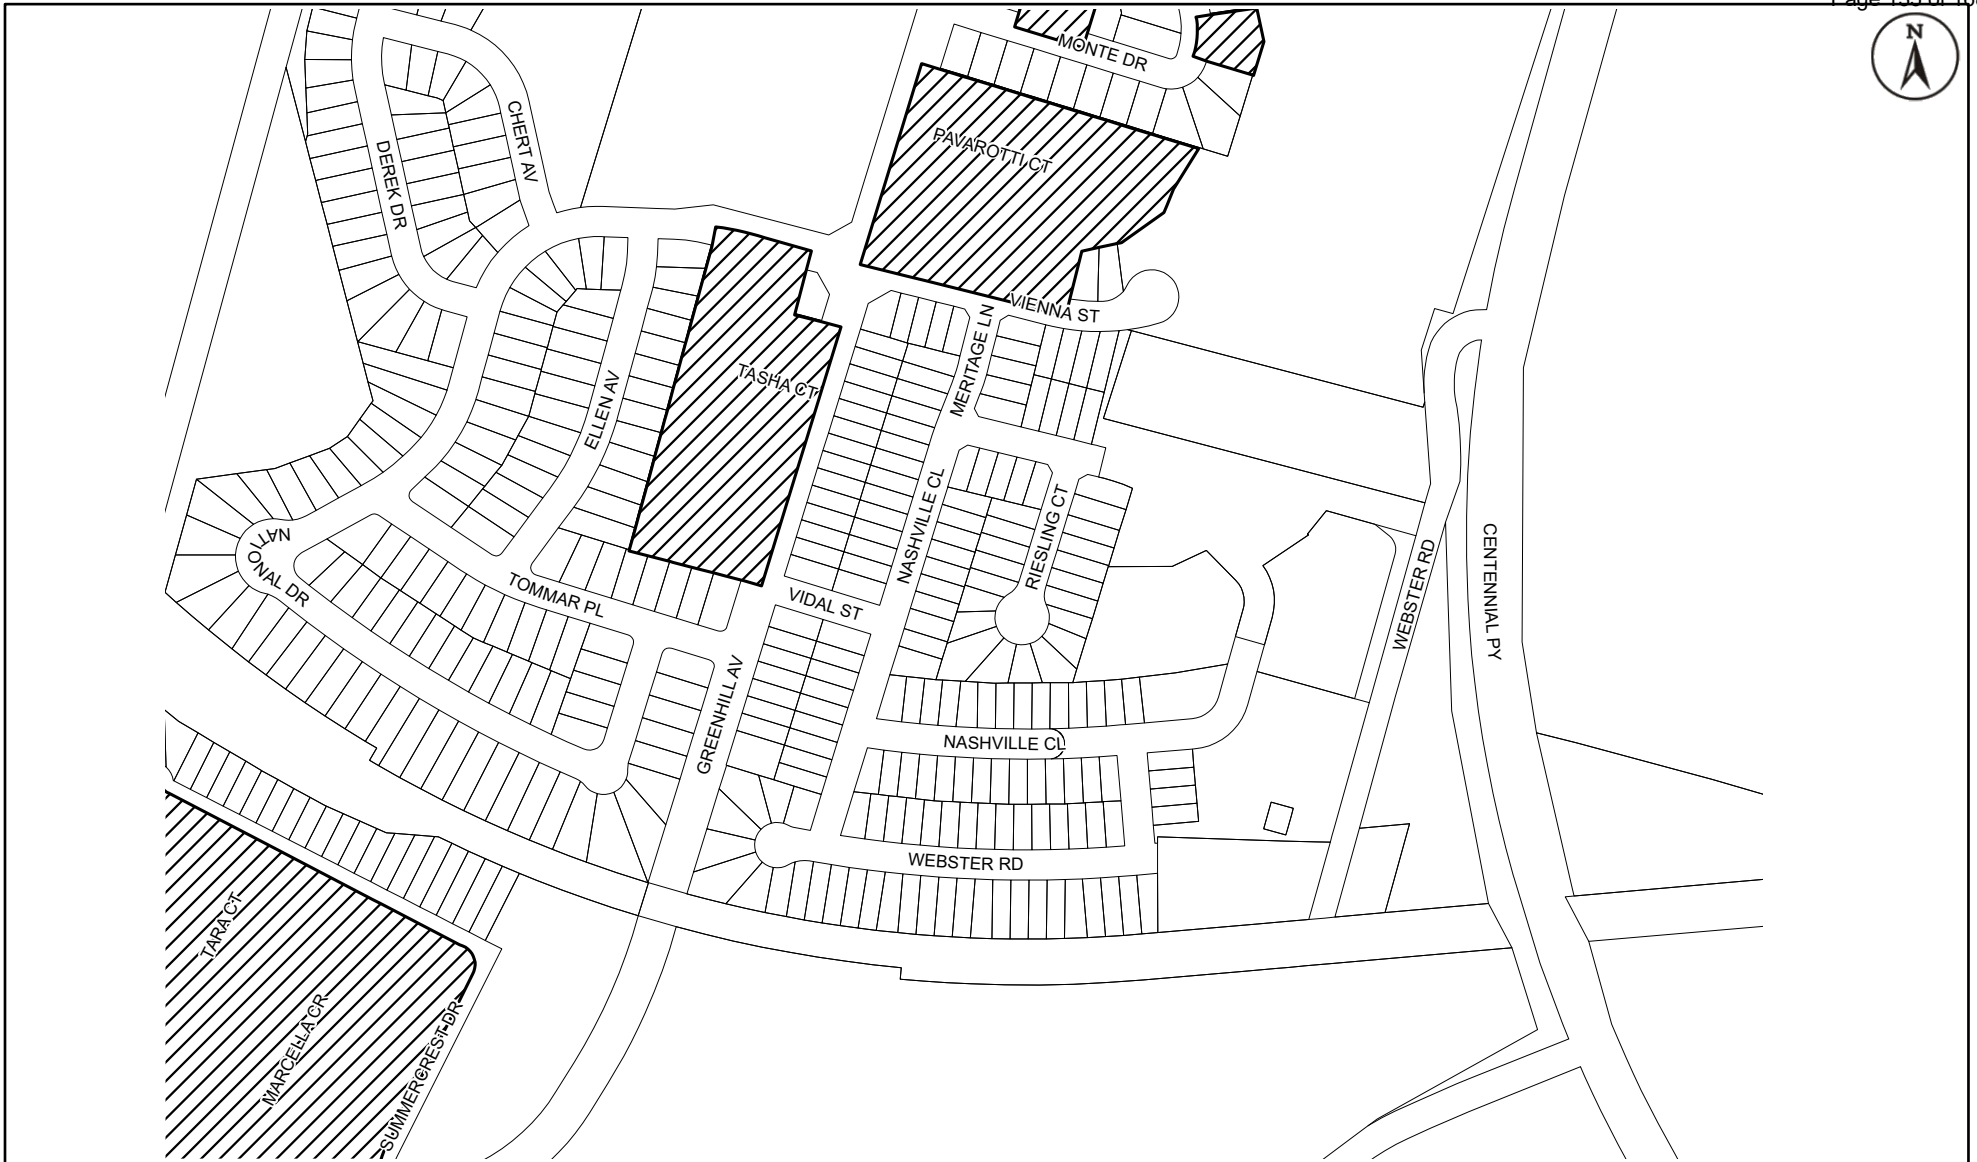 N
MONTE DR
PAVAROTTI CT
CHERT AV
DEREK DR
VIENNA ST
MERITAGE LN
TASHA CT
ELLEN AV
NASHVILLE CL
RIESLING CT
CENTENNIAL PY
WEBSTER RD
NATIONAL DR
TOMMAR PL
VIDAL ST
GREENHILL AV
NASHVILLE CL
WEBSTER RD
TARA CT
MARCELLA CR
SUMMERCREST DR